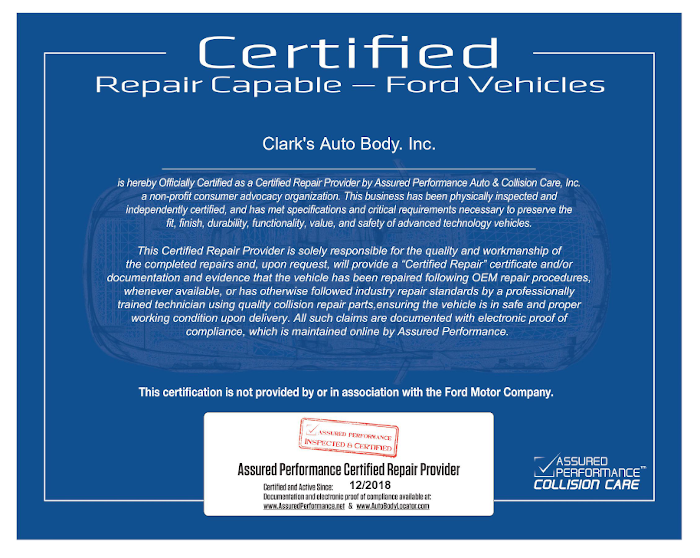 Certified
Repair Capable — Ford Vehicles
Clark's Auto Body. Inc.
is hereby Officially Certified as a Certified Repair Provider by Assured Performance Auto & Collision Care, Inc.
a non-profit consumer advocacy organization. This business has been physically inspected and
independently certified, and has met specifications and critical requirements necessary to preserve the
fit, finish, durability, functionality, value, and safety of advanced technology vehicles.
This Certified Repair Provider is solely responsible for the quality and workmanship of
the completed repairs and, upon request, will provide a "Certified Repair" certificate and/or
documentation and evidence that the vehicle has been repaired following OEM repair procedures,
whenever available, or has otherwise followed industry repair standards by a professionally
trained technician using quality collision repair parts,ensuring the vehicle is in safe and proper
working condition upon delivery. All such claims are documented with electronic proof of
compliance, which is maintained online by Assured Performance.
This certification is not provided by or in association with the Ford Motor Company.
ASSURED PERFORMANCE
INSPECTED & CERTIFIED
Assured Performance Certified Repair Provider
Certified and Active Since: 12/2018
Documentation and electronic proof of compliance available at:
www.AssuredPerformance.net & www.AutoBodyLocator.com
ASSURED
PERFORMANCE™
COLLISION CARE